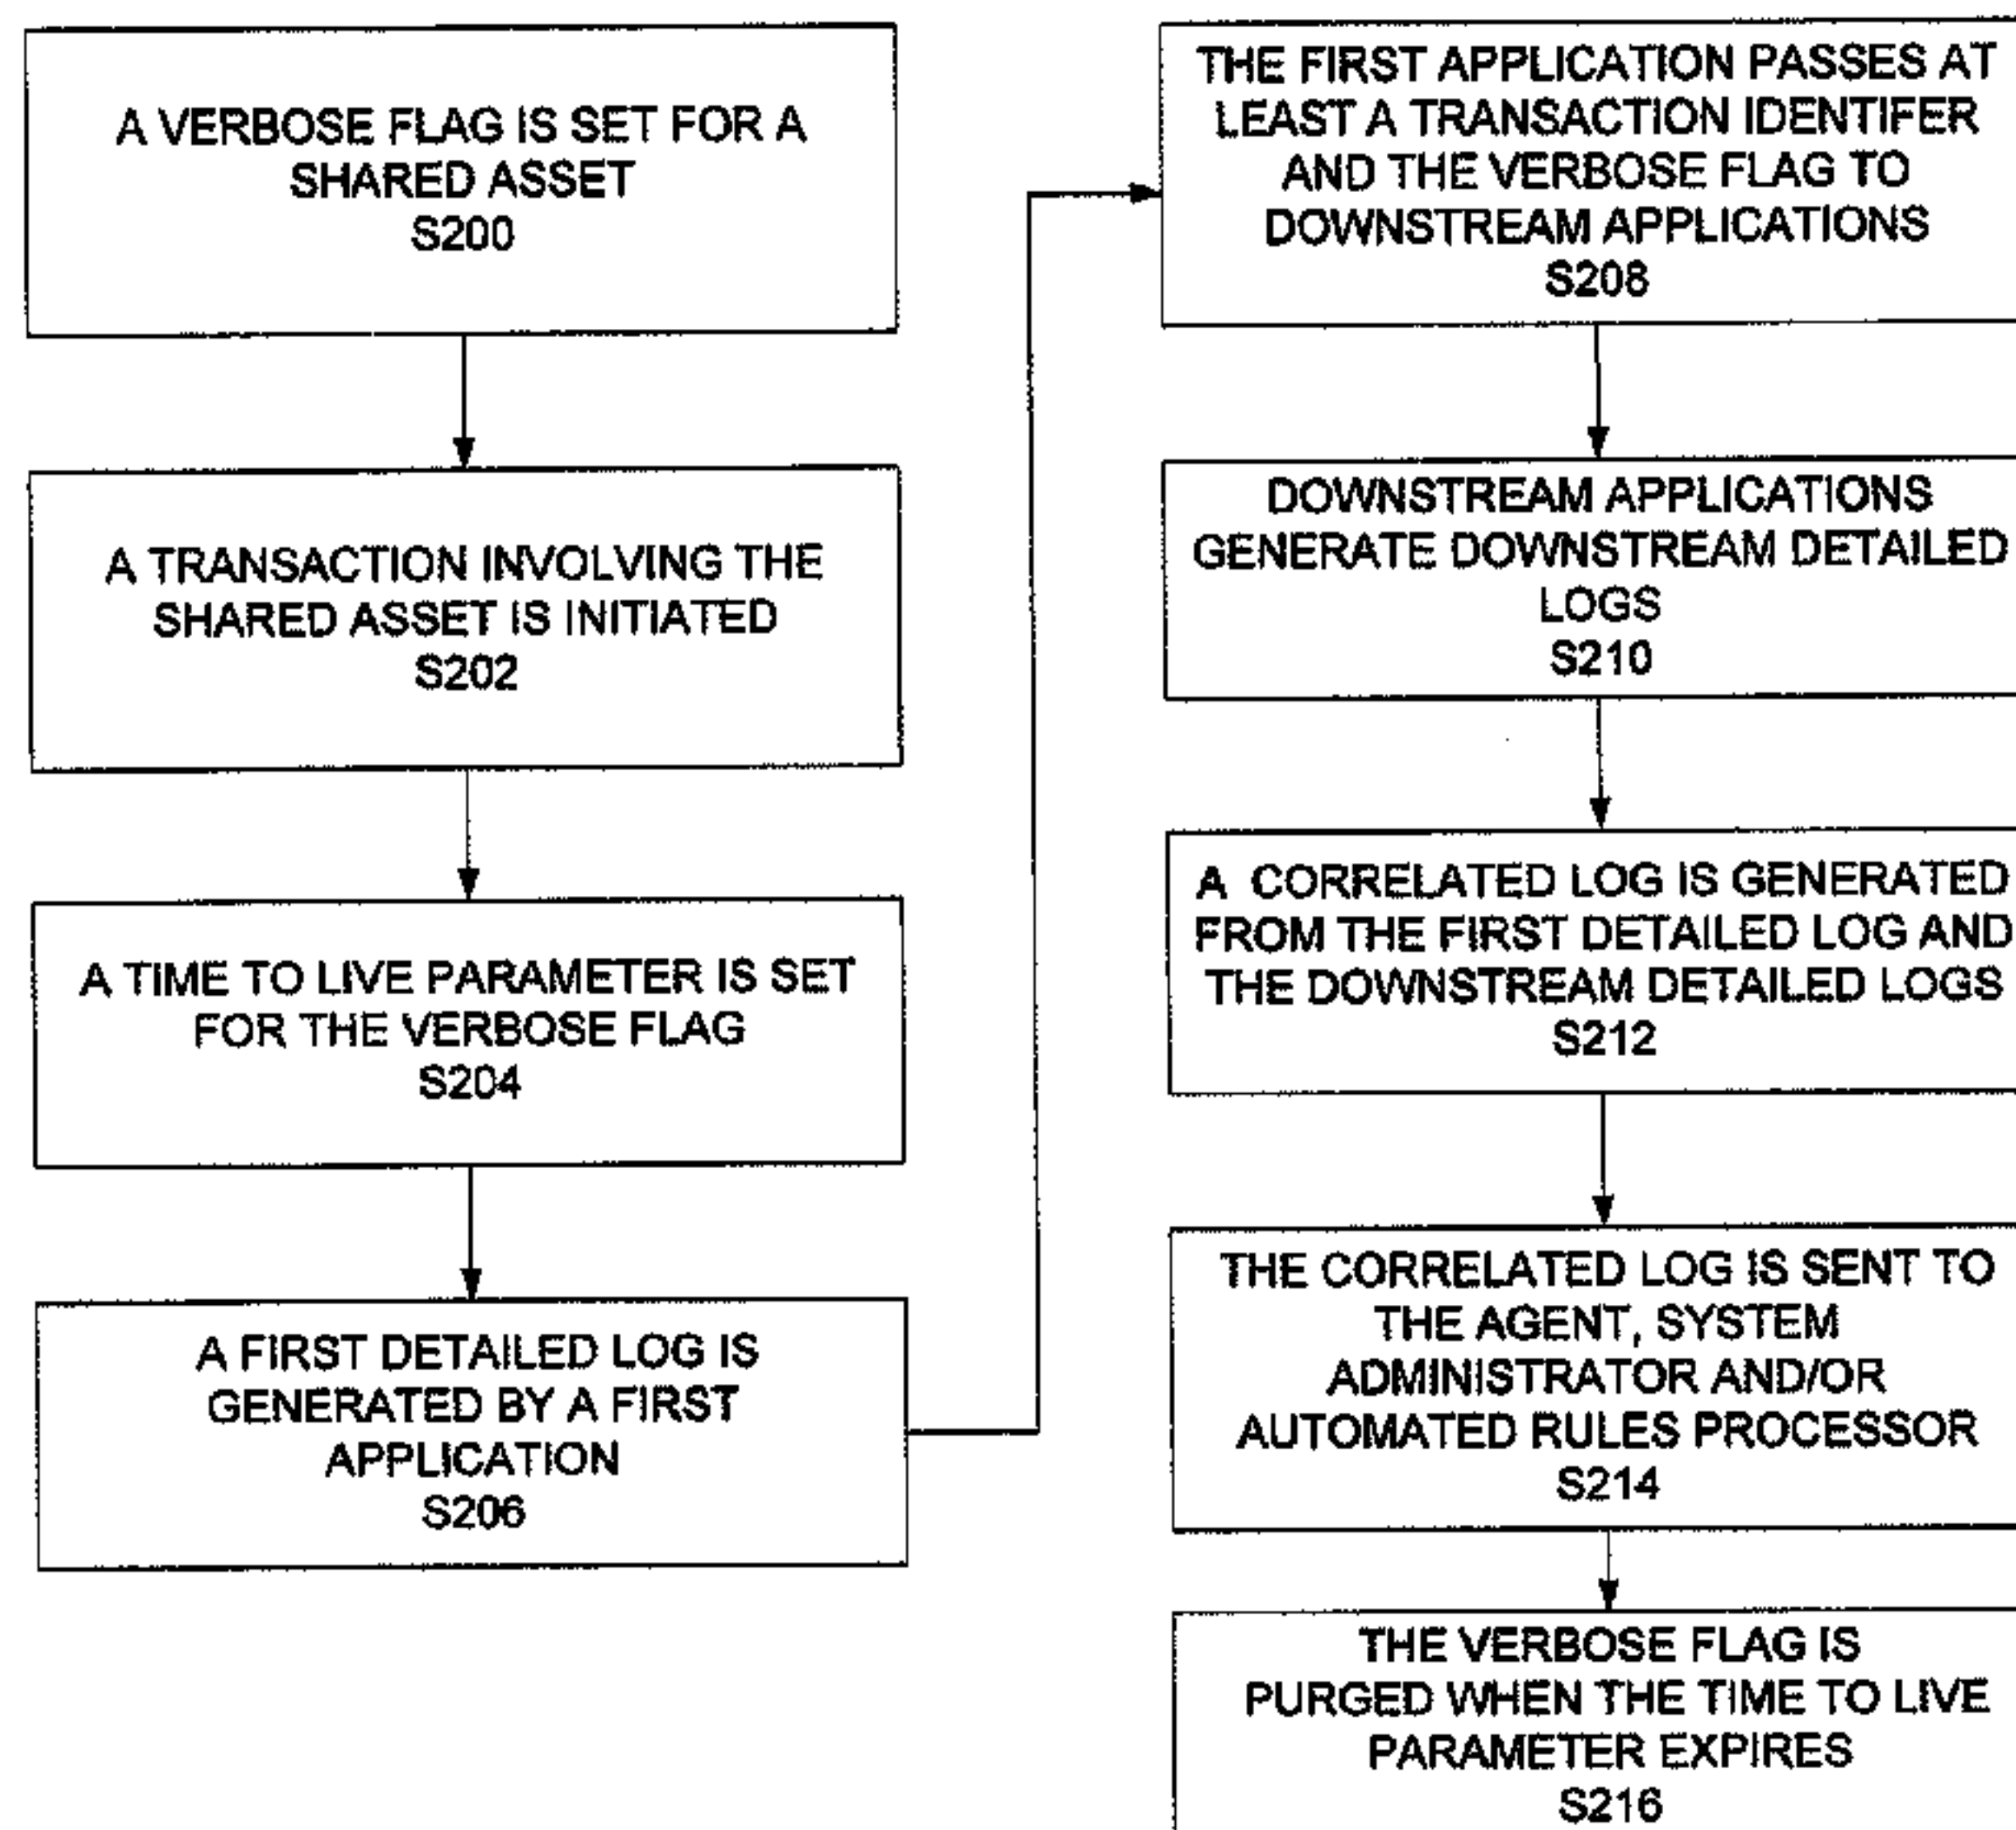 A VERBOSE FLAG IS SET FOR A
SHARED ASSET
S200
A TRANSACTION INVOLVING THE
SHARED ASSET IS INITIATED
S202
A TIME TO LIVE PARAMETER IS SET
FOR THE VERBOSE FLAG
S204
A FIRST DETAILED LOG IS
GENERATED BY A FIRST
APPLICATION
S206
THE FIRST APPLICATION PASSES AT
LEAST A TRANSACTION IDENTIFER
AND THE VERBOSE FLAG TO
DOWNSTREAM APPLICATIONS
S208
DOWNSTREAM APPLICATIONS
GENERATE DOWNSTREAM DETAILED
LOGS
S210
A CORRELATED LOG IS GENERATED
FROM THE FIRST DETAILED LOG AND
THE DOWNSTREAM DETAILED LOGS
S212
THE CORRELATED LOG IS SENT TO
THE AGENT, SYSTEM
ADMINISTRATOR AND/OR
AUTOMATED RULES PROCESSOR
S214
THE VERBOSE FLAG IS
PURGED WHEN THE TIME TO LIVE
PARAMETER EXPIRES
S216